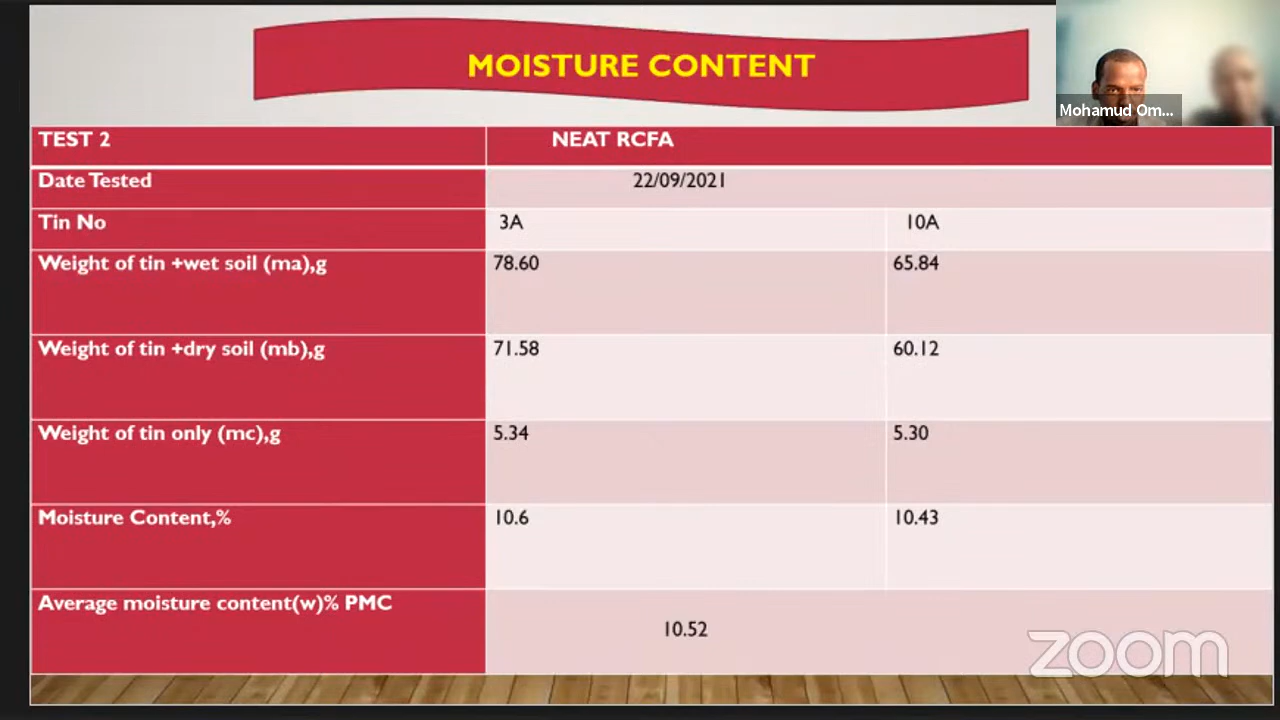 MOISTURE CONTENT
Mohamud Om...
TEST 2 NEAT RCFA
Date Tested 22/09/2021
Tin No 3A 10A
Weight of tin +wet soil (ma),g 78.60 65.84
Weight of tin +dry soil (mb),g 71.58 60.12
Weight of tin only (mc),g 5.34 5.30
Moisture Content,% 10.6 10.43
Average moisture content(w)% PMC 10.52
zoom